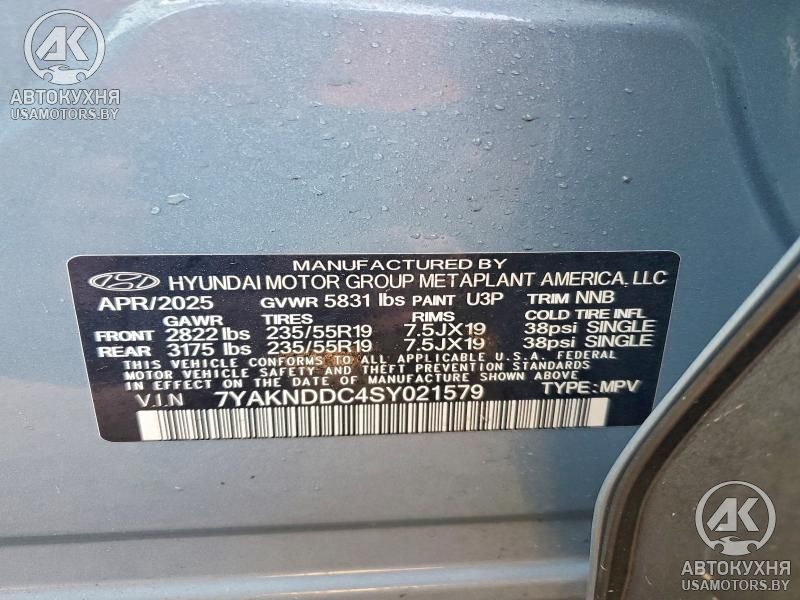 AK
АВТОКУХНЯ
USAMOTORS.BY
MANUFACTURED BY
HYUNDAI MOTOR GROUP METAPLANT AMERICA, LLC
APR/2025 GVWR 5831 lbs PAINT U3P TRIM NNB
GAWR TIRES RIMS COLD TIRE INFL
FRONT 2822 lbs 235/55R19 7.5JX19 38psi SINGLE
REAR 3175 lbs 235/55R19 7.5JX19 38psi SINGLE
THIS VEHICLE CONFORMS TO ALL APPLICABLE U.S.A. FEDERAL
MOTOR VEHICLE SAFETY AND THEFT PREVENTION STANDARDS
IN EFFECT ON THE DATE OF MANUFACTURE SHOWN ABOVE.
V.I.N 7YAKNDDC4SY021579 TYPE: MPV
AK
АВТОКУХНЯ
USAMOTORS.BY